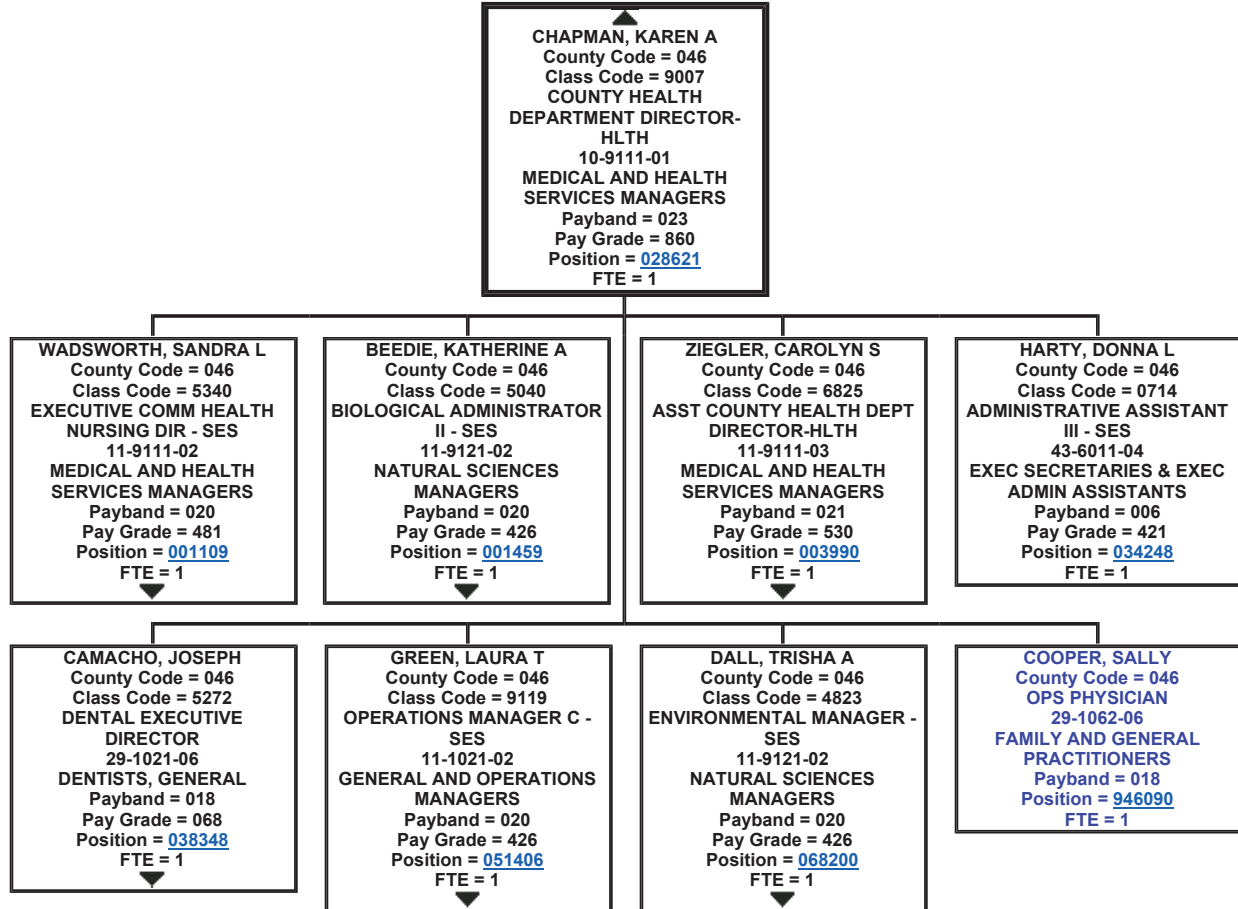 CHAPMAN, KAREN A
County Code = 046
Class Code = 9007
COUNTY HEALTH
DEPARTMENT DIRECTOR-
HLTH
10-9111-01
MEDICAL AND HEALTH
SERVICES MANAGERS
Payband = 023
Pay Grade = 860
Position = 028621
FTE = 1
WADSWORTH, SANDRA L
County Code = 046
Class Code = 5340
EXECUTIVE COMM HEALTH
NURSING DIR - SES
11-9111-02
MEDICAL AND HEALTH
SERVICES MANAGERS
Payband = 020
Pay Grade = 481
Position = 001109
FTE = 1
BEEDIE, KATHERINE A
County Code = 046
Class Code = 5040
BIOLOGICAL ADMINISTRATOR
II - SES
11-9121-02
NATURAL SCIENCES
MANAGERS
Payband = 020
Pay Grade = 426
Position = 001459
FTE = 1
ZIEGLER, CAROLYN S
County Code = 046
Class Code = 6825
ASST COUNTY HEALTH DEPT
DIRECTOR-HLTH
11-9111-03
MEDICAL AND HEALTH
SERVICES MANAGERS
Payband = 021
Pay Grade = 530
Position = 003990
FTE = 1
HARTY, DONNA L
County Code = 046
Class Code = 0714
ADMINISTRATIVE ASSISTANT
III - SES
43-6011-04
EXEC SECRETARIES & EXEC
ADMIN ASSISTANTS
Payband = 006
Pay Grade = 421
Position = 034248
FTE = 1
CAMACHO, JOSEPH
County Code = 046
Class Code = 5272
DENTAL EXECUTIVE
DIRECTOR
29-1021-06
DENTISTS, GENERAL
Payband = 018
Pay Grade = 068
Position = 038348
FTE = 1
GREEN, LAURA T
County Code = 046
Class Code = 9119
OPERATIONS MANAGER C -
SES
11-1021-02
GENERAL AND OPERATIONS
MANAGERS
Payband = 020
Pay Grade = 426
Position = 051406
FTE = 1
DALL, TRISHA A
County Code = 046
Class Code = 4823
ENVIRONMENTAL MANAGER -
SES
11-9121-02
NATURAL SCIENCES
MANAGERS
Payband = 020
Pay Grade = 426
Position = 068200
FTE = 1
COOPER, SALLY
County Code = 046
OPS PHYSICIAN
29-1062-06
FAMILY AND GENERAL
PRACTITIONERS
Payband = 018
Position = 946090
FTE = 1